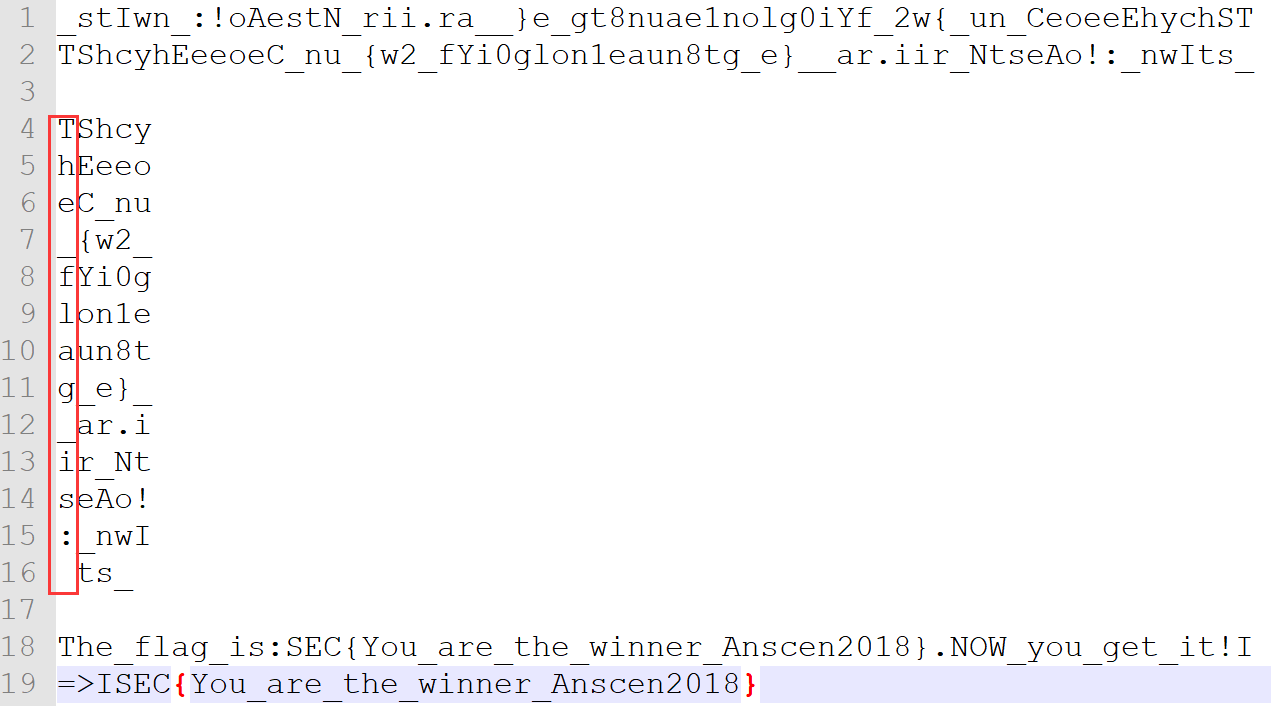 1 _stIwn_:!oAestN_rii.ra__}e_gt8nuae1nolg0iYf_2w{_un_CeoeeEhychST
2 TShcyhEeeoeC_nu_{w2_fYi0glon1eaun8tg_e}__ar.iir_NtseAo!:_nwIts_
3
4 TShcy
5 hEeeo
6 eC_nu
7 _{w2_
8 fYi0g
9 lon1e
10 aun8t
11 g_e}_
12 _ar.i
13 ir_Nt
14 seAo!
15 :_nwI
16 ts_
17
18 The_flag_is:SEC{You_are_the_winner_Anscen2018}.NOW_you_get_it!I
19 =>ISEC{You_are_the_winner_Anscen2018}